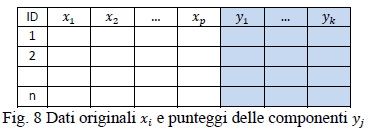 ID x₁ x₂ ... xₚ y₁ ... yₖ
1
2
n
Fig. 8 Dati originali xᵢ e punteggi delle componenti yⱼ